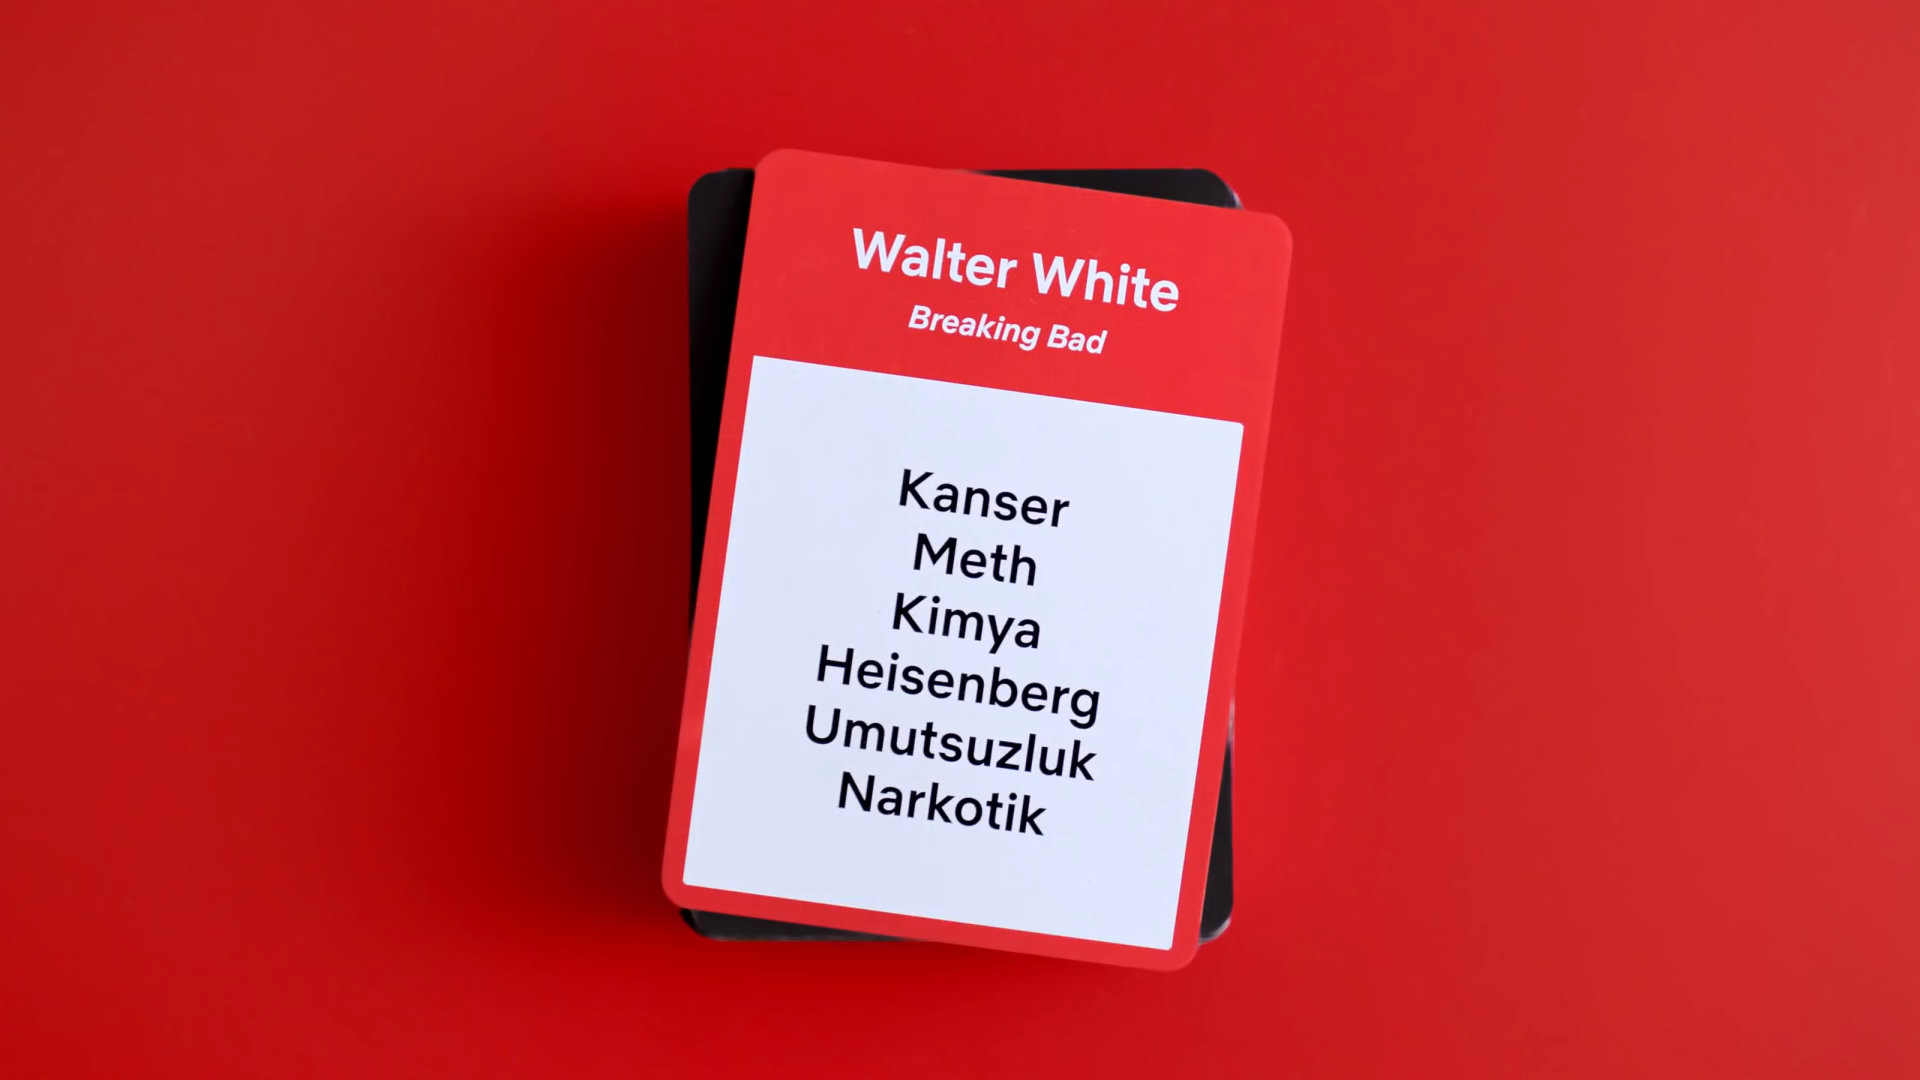 Walter White
Breaking Bad
Kanser
Meth
Kimya
Heisenberg
Umutsuzluk
Narkotik